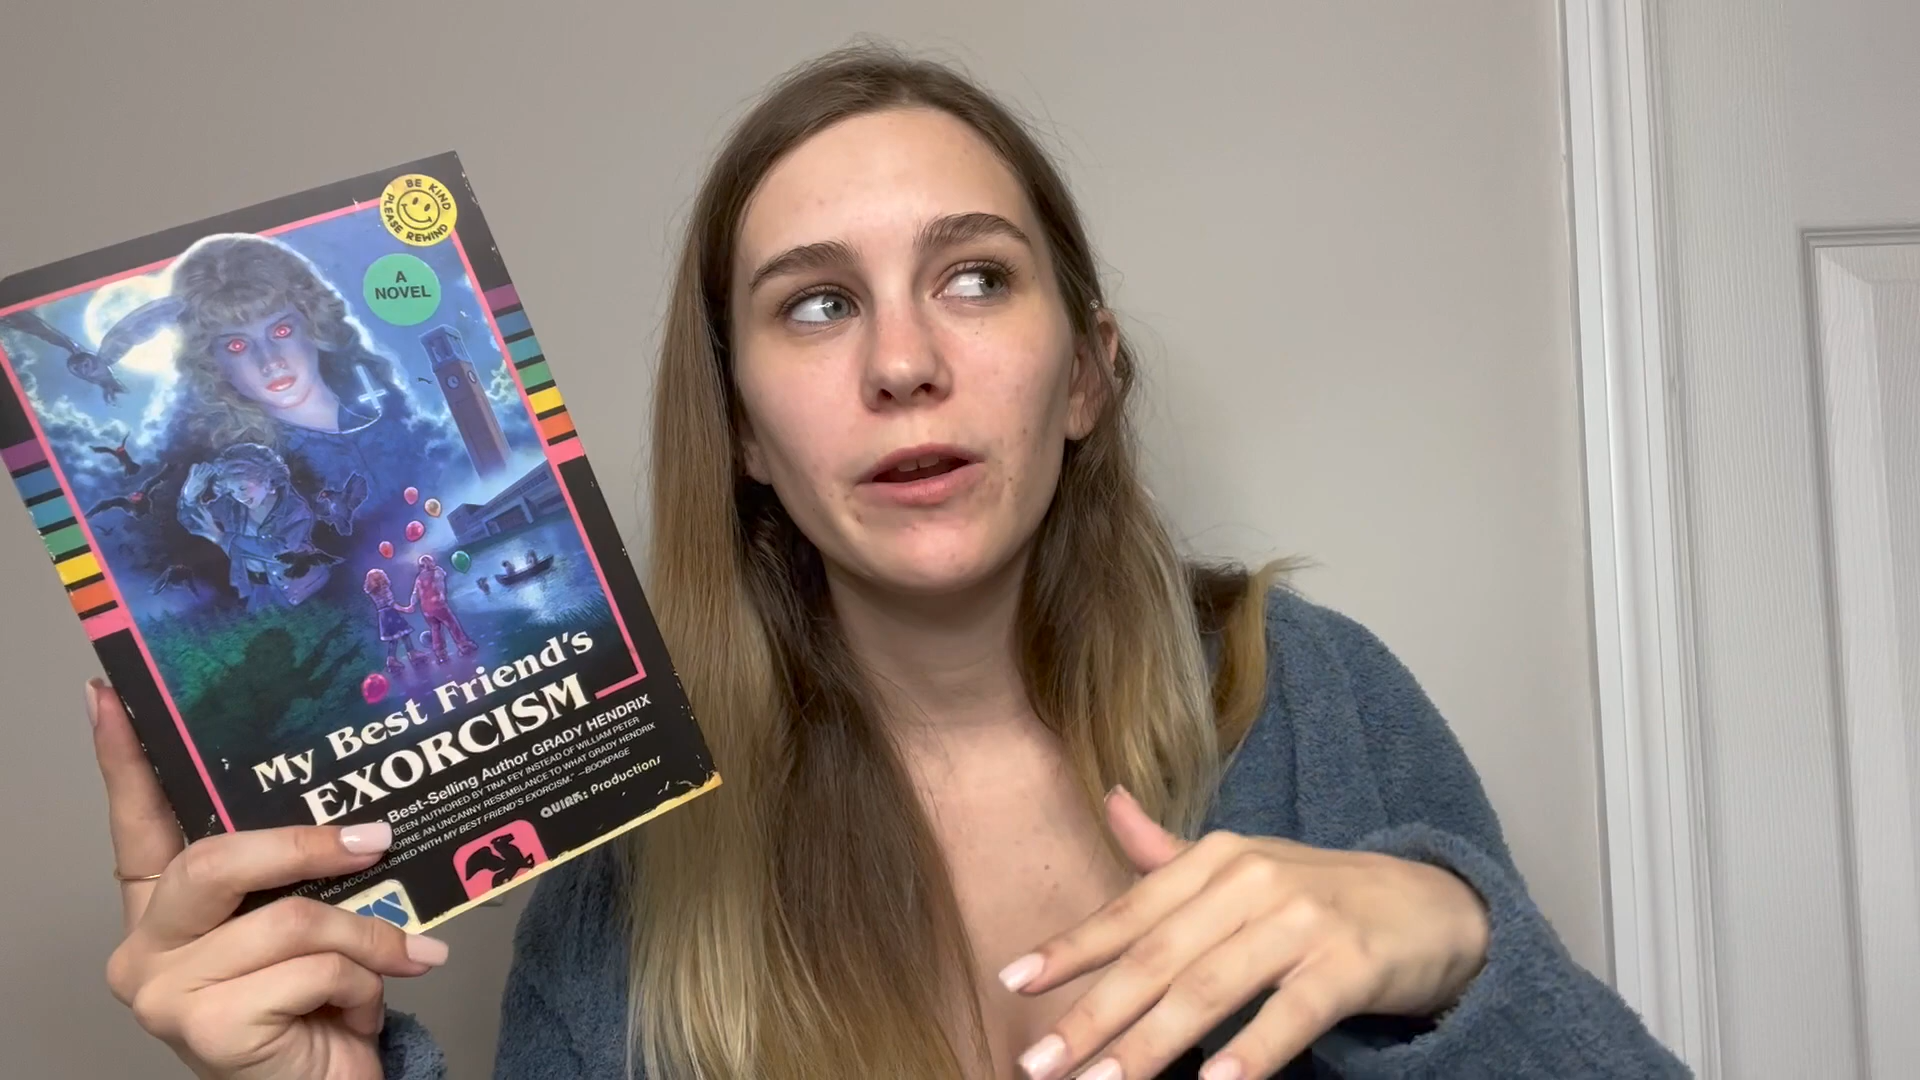 BE KIND
PLEASE REWIND
A
NOVEL
My Best Friend's
EXORCISM
Best-Selling Author GRADY HENDRIX
BEEN AUTHORED BY TINA FEY INSTEAD OF WILLIAM PETER
BORNE AN UNCANNY RESEMBLANCE TO WHAT GRADY HENDRIX
HAS ACCOMPLISHED WITH MY BEST FRIEND'S EXORCISM." —BOOKPAGE
QUIRK: Productions